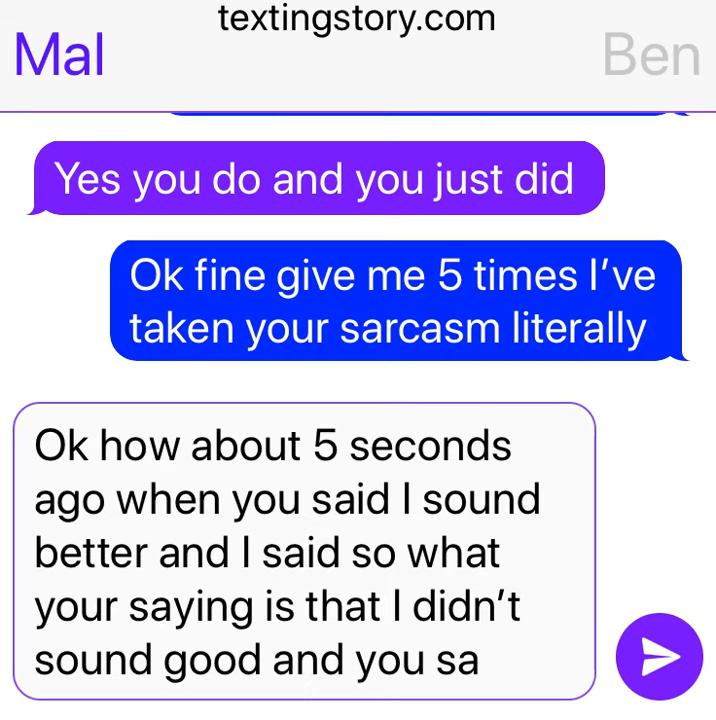 textingstory.com
Mal
Ben
Yes you do and you just did
Ok fine give me 5 times I’ve
taken your sarcasm literally
Ok how about 5 seconds
ago when you said I sound
better and I said so what
your saying is that I didn’t
sound good and you sa